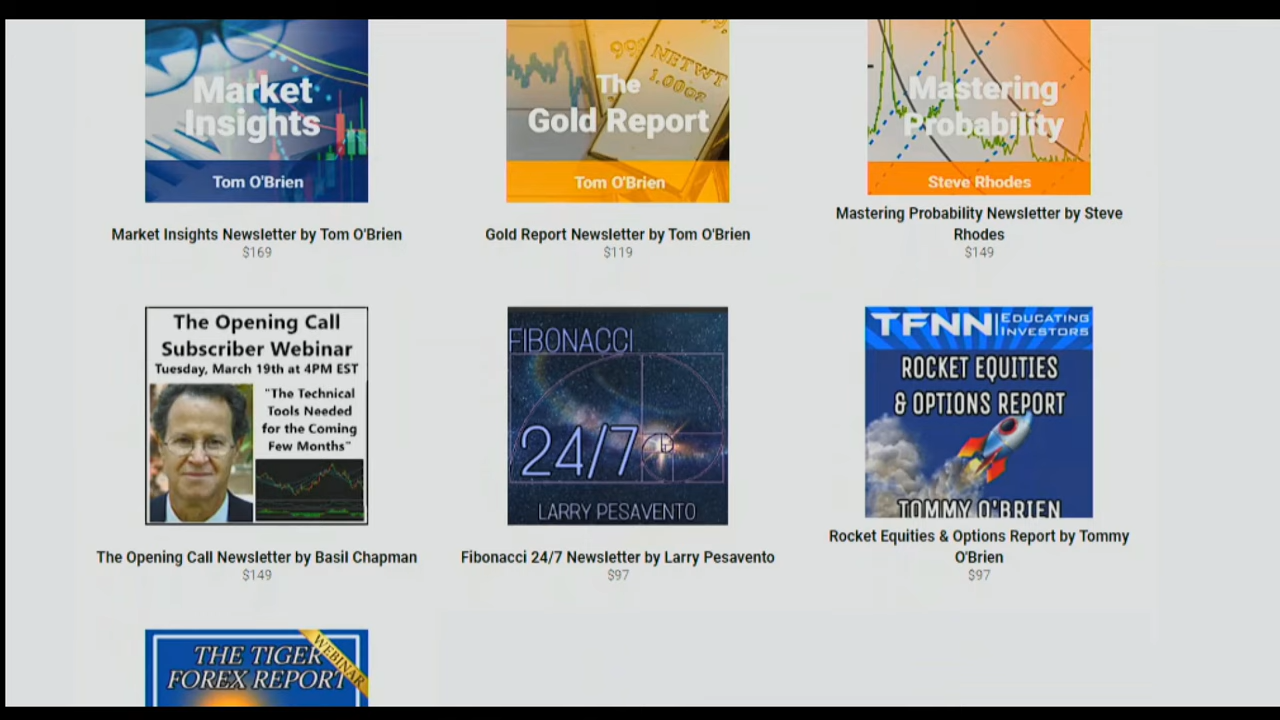 Market
Insights
Tom O'Brien
The
Gold Report
Tom O'Brien
999.
NETWT
1.000Z
Mastering
Probability
Steve Rhodes
Market Insights Newsletter by Tom O'Brien
$169
Gold Report Newsletter by Tom O'Brien
$119
Mastering Probability Newsletter by Steve
Rhodes
$149
The Opening Call
Subscriber Webinar
Tuesday, March 19th at 4PM EST
"The Technical
Tools Needed
for the Coming
Few Months"
FIBONACCI
24/7
LARRY PESAVENTO
TFNN EDUCATING
INVESTORS
ROCKET EQUITIES
& OPTIONS REPORT
TOMMY O'BRIEN
The Opening Call Newsletter by Basil Chapman
$149
Fibonacci 24/7 Newsletter by Larry Pesavento
$97
Rocket Equities & Options Report by Tommy
O'Brien
$97
THE TIGER
FOREX REPORT
WEBINAR